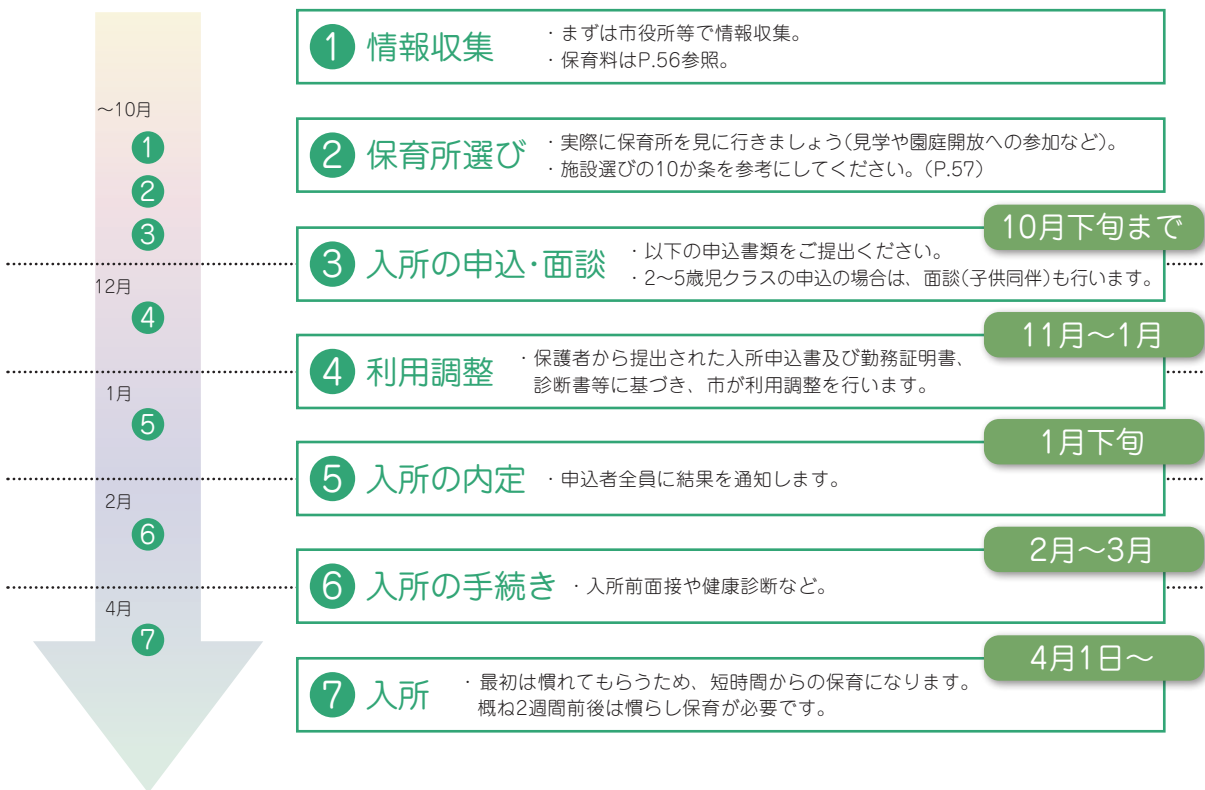 ～10月
①
②
③
12月
④
1月
⑤
2月
⑥
4月
⑦
① 情報収集
・まずは市役所等で情報収集。
・保育料はP.56参照。
② 保育所選び
・実際に保育所を見に行きましょう(見学や園庭開放への参加など)。
・施設選びの10か条を参考にしてください。(P.57)
10月下旬まで
③ 入所の申込・面談
・以下の申込書類をご提出ください。
・2～5歳児クラスの申込の場合は、面談(子供同伴)も行います。
11月～1月
④ 利用調整
・保護者から提出された入所申込書及び勤務証明書、
診断書等に基づき、市が利用調整を行います。
1月下旬
⑤ 入所の内定
・申込者全員に結果を通知します。
2月～3月
⑥ 入所の手続き
・入所前面接や健康診断など。
4月1日～
⑦ 入所
・最初は慣れてもらうため、短時間からの保育になります。
概ね2週間前後は慣らし保育が必要です。